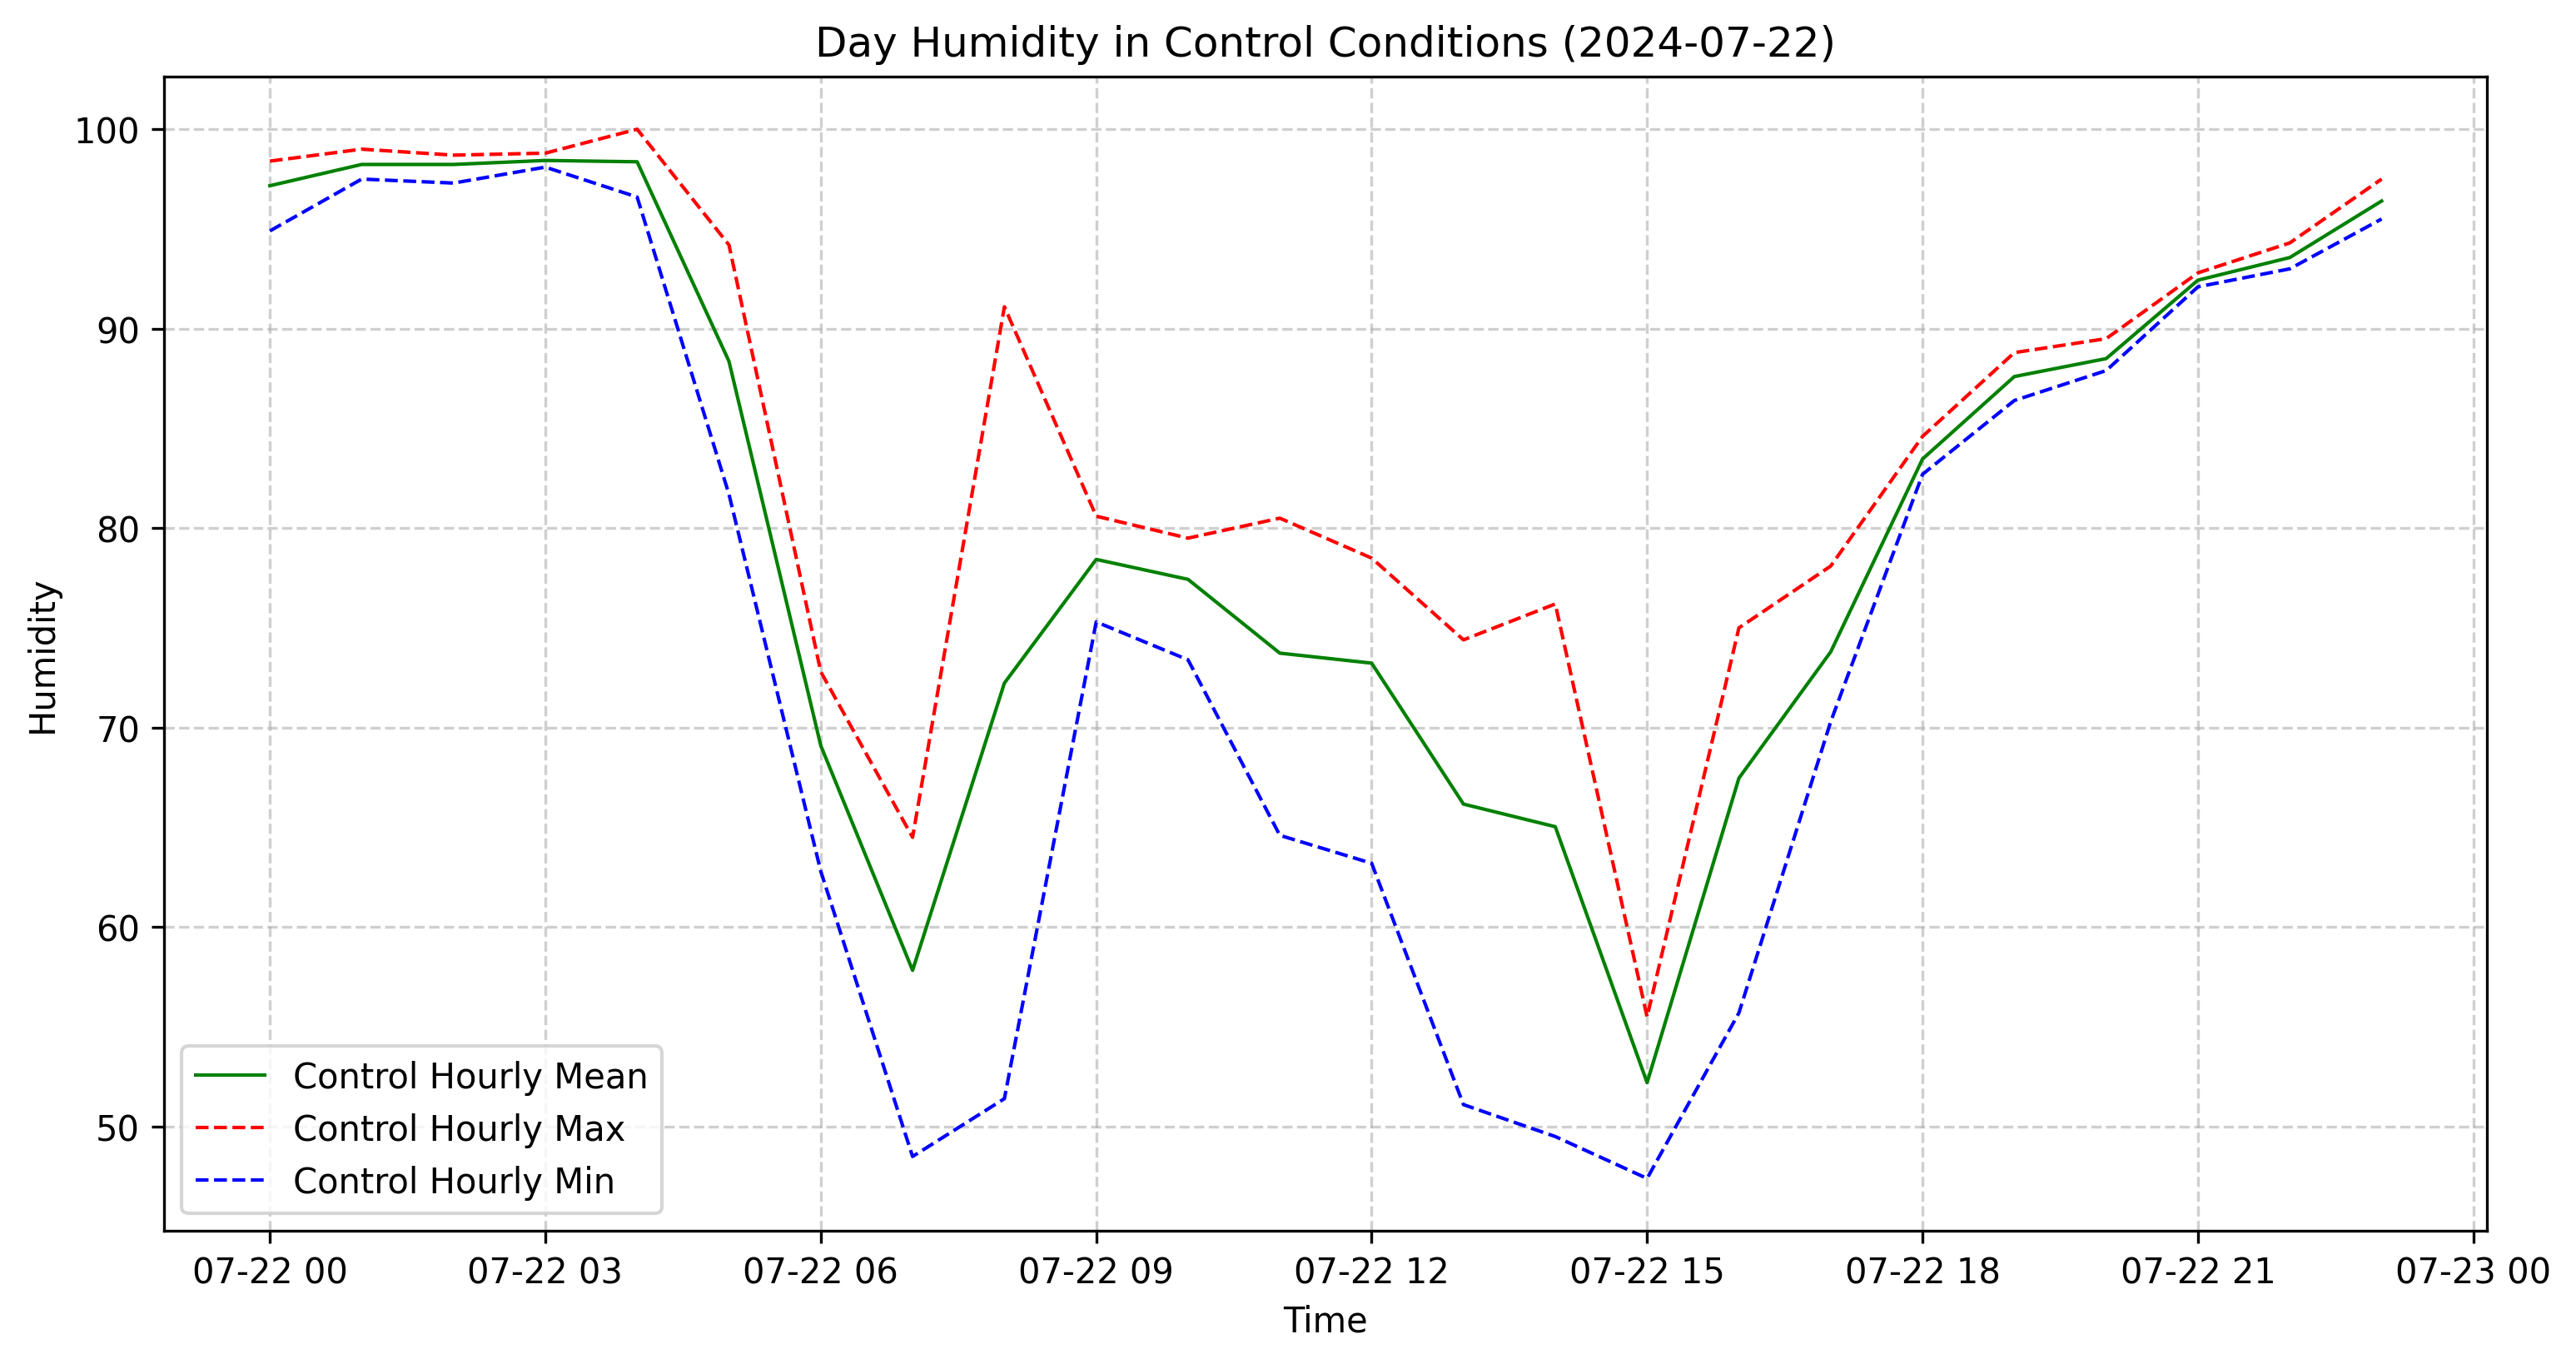 Day Humidity in Control Conditions (2024-07-22)
Humidity
100
90
80
70
60
50
Control Hourly Mean
Control Hourly Max
Control Hourly Min
07-22 00 07-22 03 07-22 06 07-22 09 07-22 12 07-22 15 07-22 18 07-22 21 07-23 00
Time